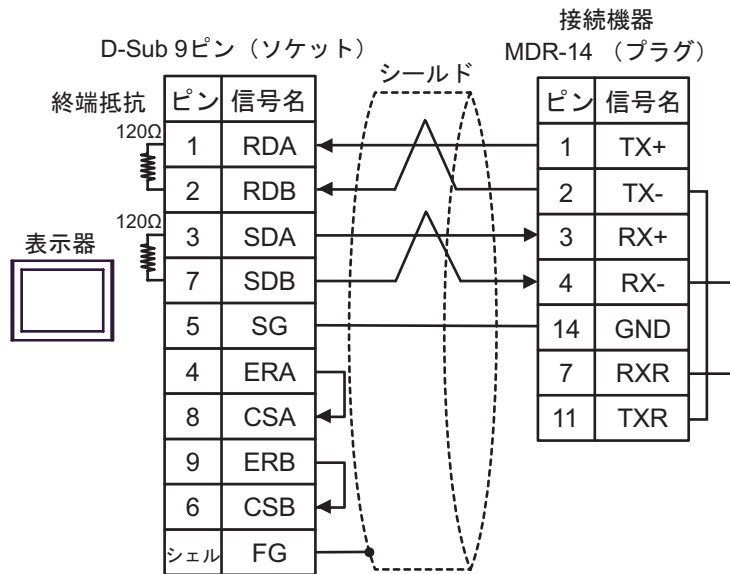 接続機器
D-Sub 9ピン（ソケット）
MDR-14 （プラグ）
シールド
終端抵抗
ピン 信号名
ピン 信号名
120Ω
1 RDA
1 TX+
2 RDB
2 TX-
120Ω
3 SDA
3 RX+
表示器
7 SDB
4 RX-
5 SG
14 GND
4 ERA
7 RXR
8 CSA
11 TXR
9 ERB
6 CSB
シェル FG